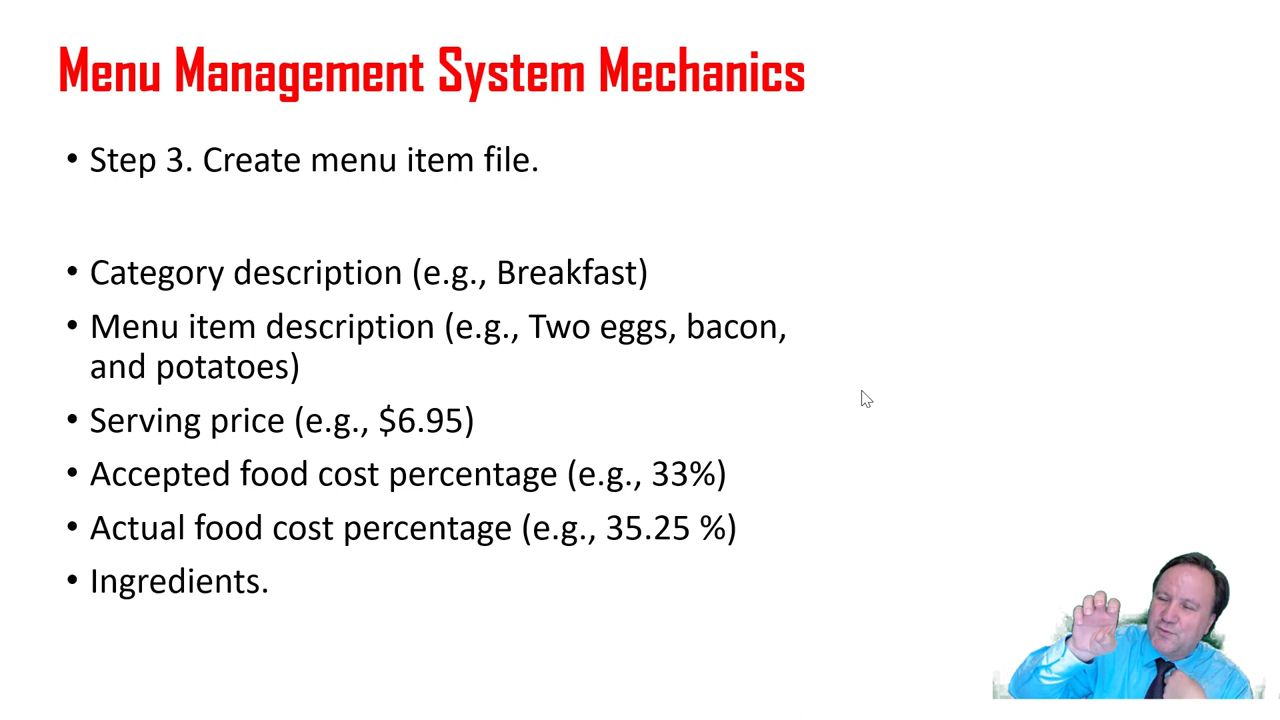 Menu Management System Mechanics
• Step 3. Create menu item file.
• Category description (e.g., Breakfast)
• Menu item description (e.g., Two eggs, bacon,
and potatoes)
• Serving price (e.g., $6.95)
• Accepted food cost percentage (e.g., 33%)
• Actual food cost percentage (e.g., 35.25 %)
• Ingredients.